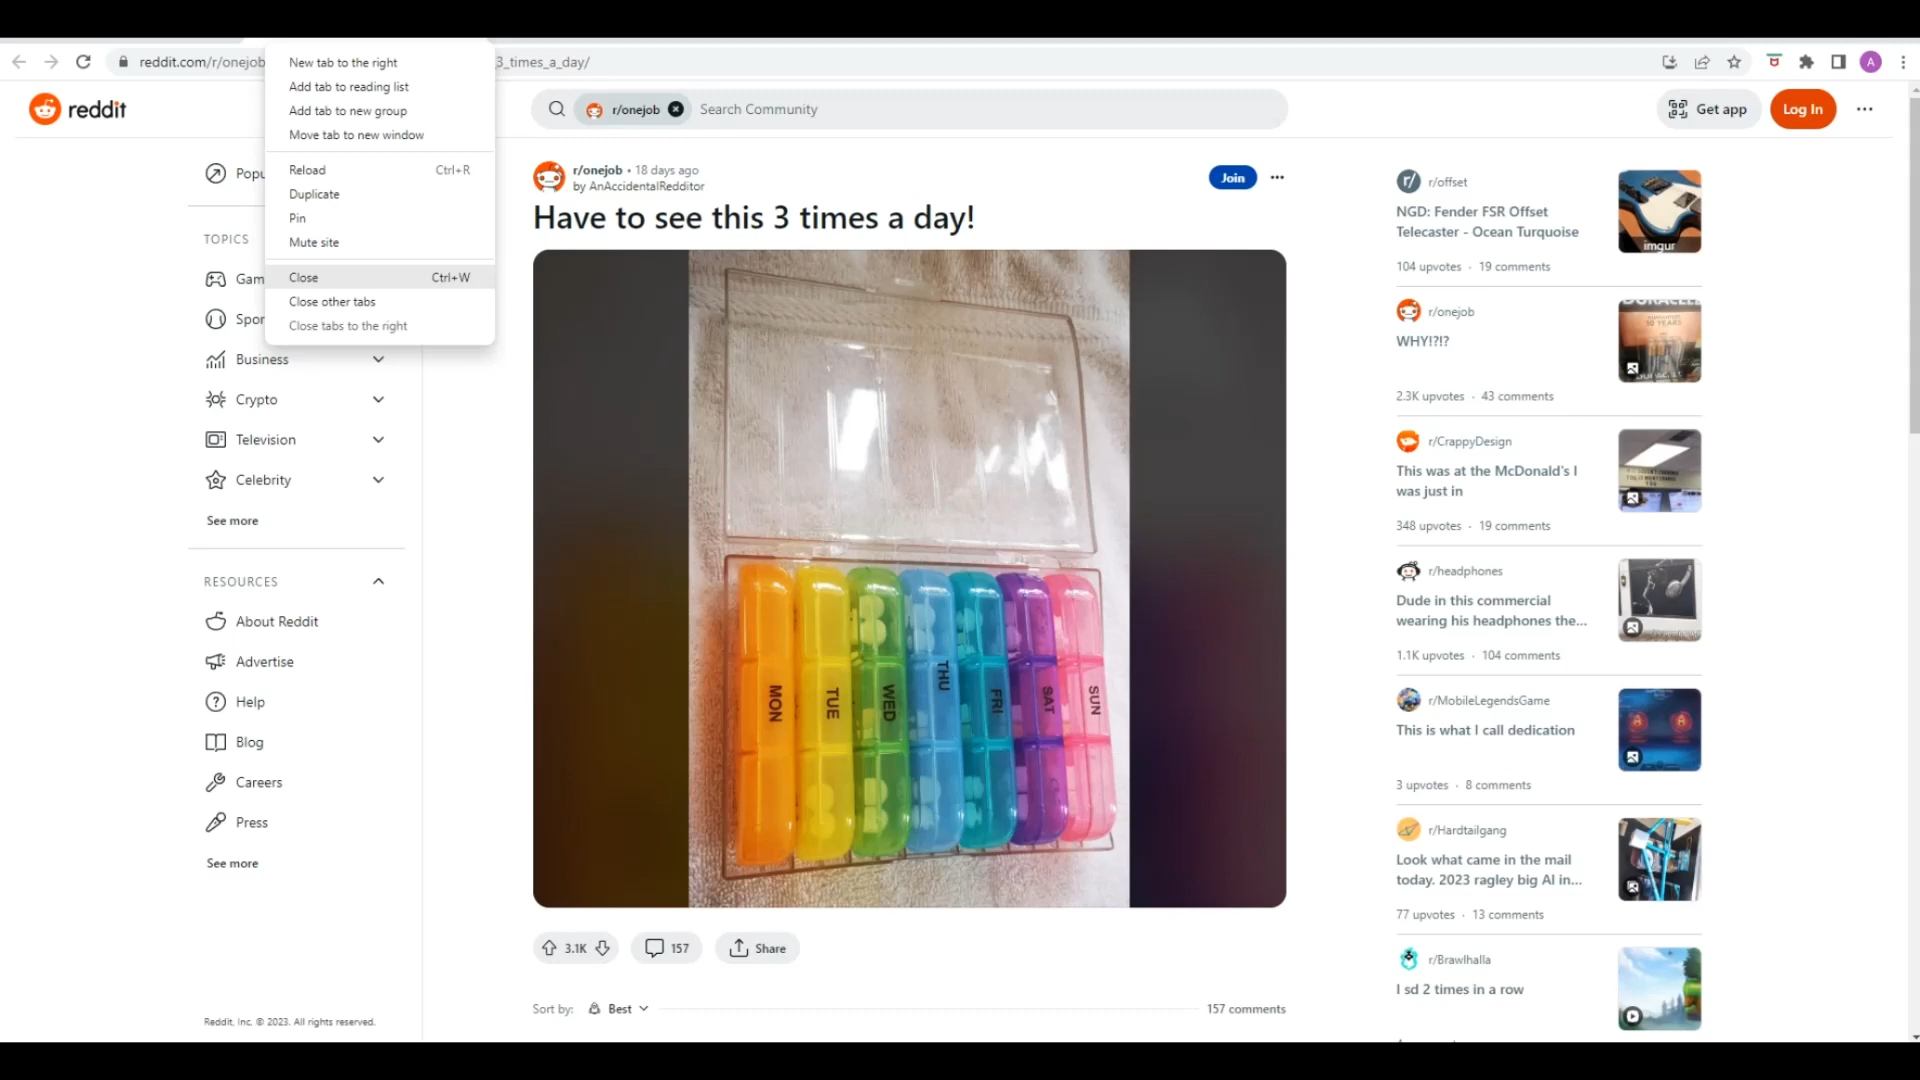 reddit.com/r/onejob
3_times_a_day/
A
New tab to the right
Add tab to reading list
Add tab to new group
Move tab to new window
Reload Ctrl+R
Duplicate
Pin
Mute site
Close Ctrl+W
Close other tabs
Close tabs to the right
reddit
r/onejob
Search Community
Get app
Log In
Popu
TOPICS
Gam
Spor
Business
Crypto
Television
Celebrity
See more
RESOURCES
About Reddit
Advertise
Help
Blog
Careers
Press
See more
Reddit, Inc. © 2023. All rights reserved.
r/onejob • 18 days ago
by AnAccidentalRedditor
Join
Have to see this 3 times a day!
MON
TUE
WED
THU
FRI
SAT
SUN
3.1K
157
Share
Sort by: Best
157 comments
r/offset
NGD: Fender FSR Offset
Telecaster - Ocean Turquoise
imgur
104 upvotes · 19 comments
r/onejob
WHY!?!?
DURACELL
10 YEARS
2.3K upvotes · 43 comments
r/CrappyDesign
This was at the McDonald's I
was just in
348 upvotes · 19 comments
r/headphones
Dude in this commercial
wearing his headphones the...
1.1K upvotes · 104 comments
r/MobileLegendsGame
This is what I call dedication
3 upvotes · 8 comments
r/Hardtailgang
Look what came in the mail
today. 2023 ragley big Al in...
77 upvotes · 13 comments
r/Brawlhalla
I sd 2 times in a row